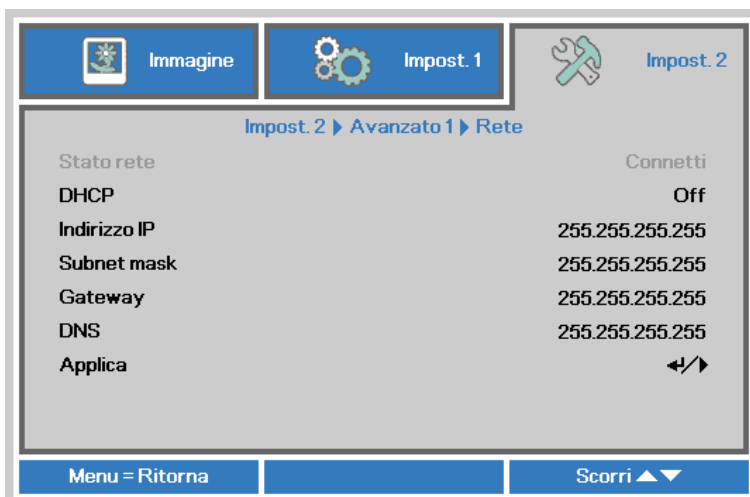 Immagine
Impost. 1
Impost. 2
Impost. 2 ▶ Avanzato 1 ▶ Rete
Stato rete Connetti
DHCP Off
Indirizzo IP 255.255.255.255
Subnet mask 255.255.255.255
Gateway 255.255.255.255
DNS 255.255.255.255
Applica ↵/▶
Menu = Ritorna
Scorri ▲▼